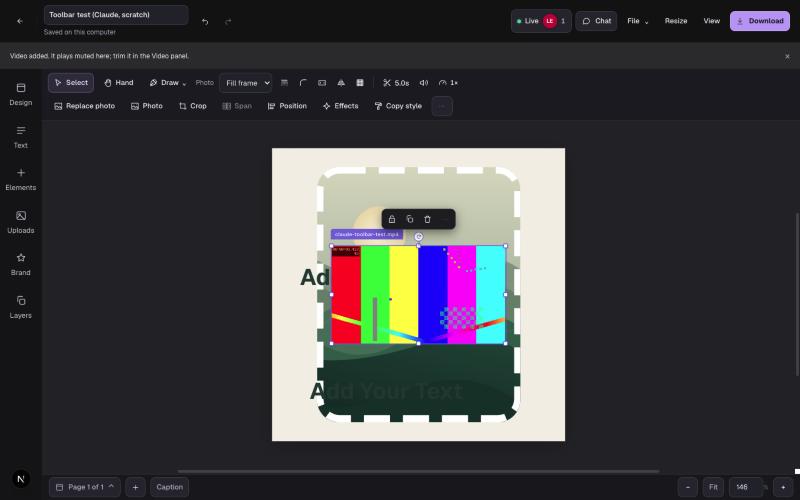 Toolbar test (Claude, scratch)
Saved on this computer
Live LE 1
Chat
File
Resize
View
Download
Video added. It plays muted here; trim it in the Video panel.
Select
Hand
Draw
Photo
Fill frame
5.0s
1×
Replace photo
Photo
Crop
Span
Position
Effects
Copy style
Design
Text
Elements
Uploads
Brand
Layers
claude-toolbar-test.mp4
Ad
Add Your Text
N
Page 1 of 1
Caption
Fit
146
%